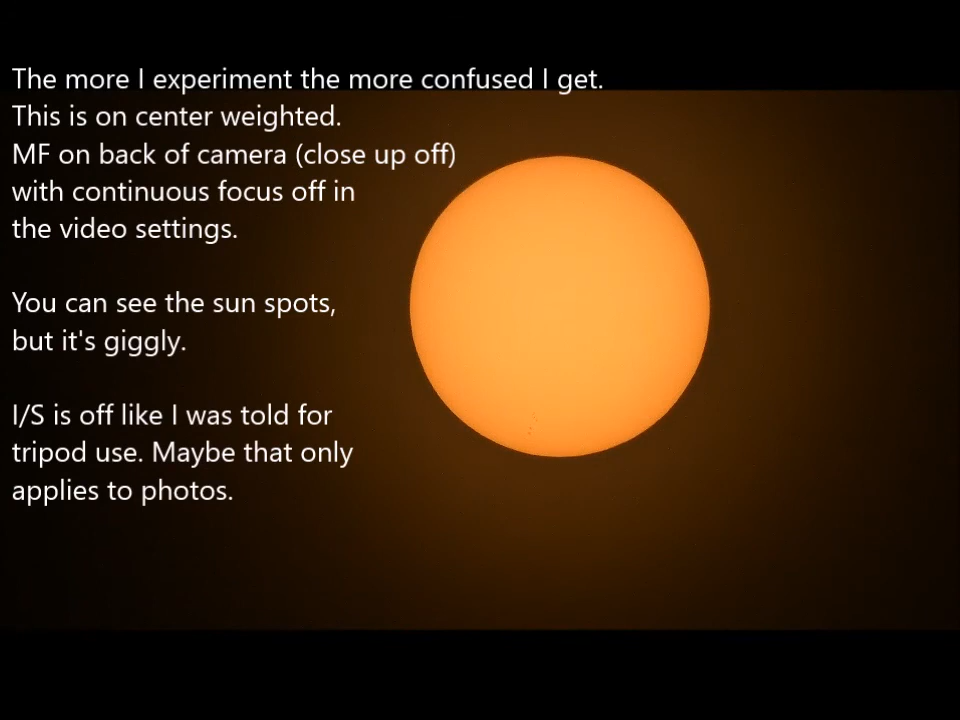 The more I experiment the more confused I get.
This is on center weighted.
MF on back of camera (close up off)
with continuous focus off in
the video settings.
You can see the sun spots,
but it's giggly.
I/S is off like I was told for
tripod use. Maybe that only
applies to photos.